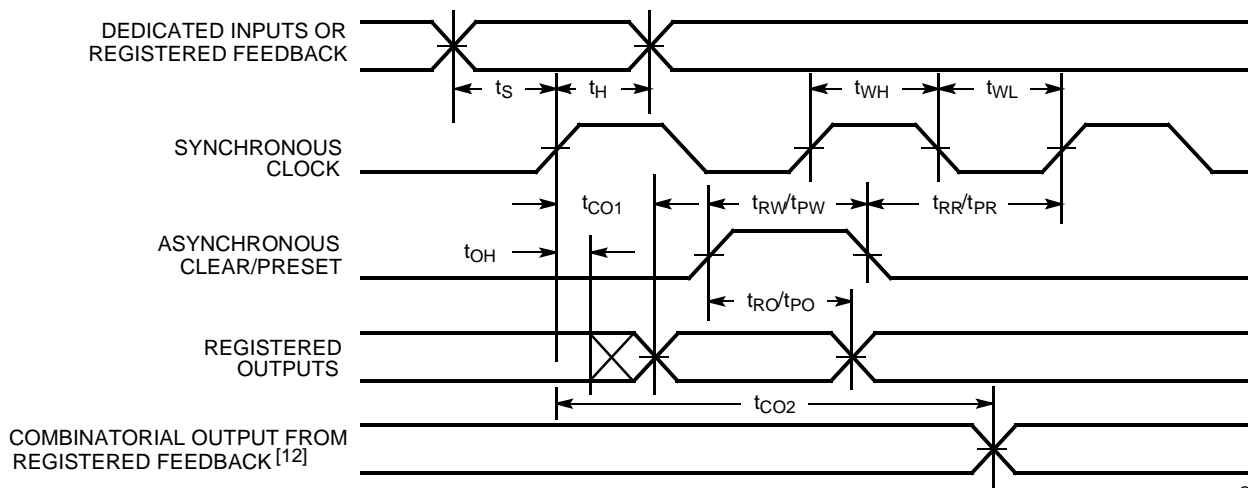 DEDICATED INPUTS OR
REGISTERED FEEDBACK
tS
tH
tWH
tWL
SYNCHRONOUS
CLOCK
tCO1
tRW/tPW
tRR/tPR
ASYNCHRONOUS
CLEAR/PRESET
tOH
tRO/tPO
REGISTERED
OUTPUTS
tCO2
COMBINATORIAL OUTPUT FROM
REGISTERED FEEDBACK [12]